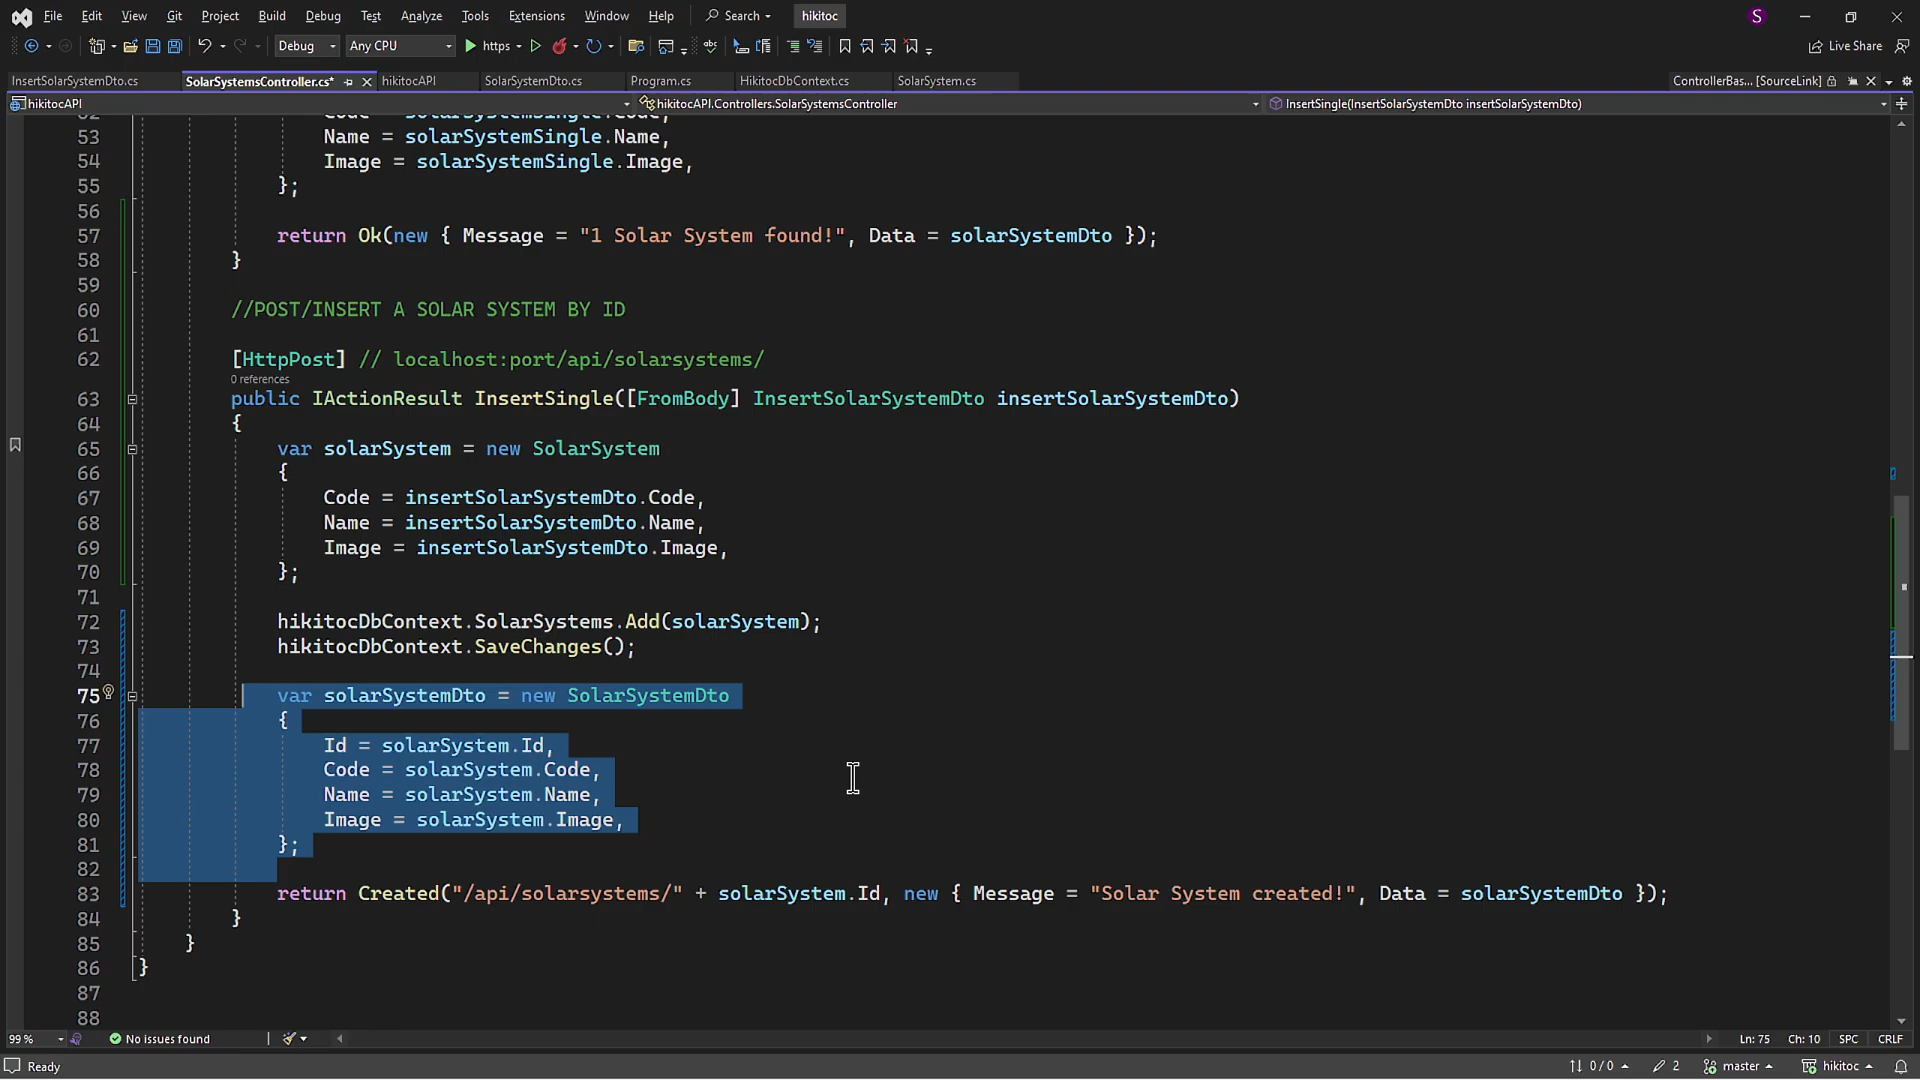 File Edit View Git Project Build Debug Test Analyze Tools Extensions Window Help Search hikitoc S
Debug Any CPU https Live Share
InsertSolarSystemDto.cs SolarSystemsController.cs* hikitocAPI SolarSystemDto.cs Program.cs HikitocDbContext.cs SolarSystem.cs ControllerBas... [SourceLink]
hikitocAPI hikitocAPI.Controllers.SolarSystemsController InsertSingle(InsertSolarSystemDto insertSolarSystemDto)
52 Code = solarSystemSingle.Code,
53 Name = solarSystemSingle.Name,
54 Image = solarSystemSingle.Image,
55 };
56
57 return Ok(new { Message = "1 Solar System found!", Data = solarSystemDto });
58 }
59
60 //POST/INSERT A SOLAR SYSTEM BY ID
61
62 [HttpPost] // localhost:port/api/solarsystems/
0 references
63 public IActionResult InsertSingle([FromBody] InsertSolarSystemDto insertSolarSystemDto)
64 {
65 var solarSystem = new SolarSystem
66 {
67 Code = insertSolarSystemDto.Code,
68 Name = insertSolarSystemDto.Name,
69 Image = insertSolarSystemDto.Image,
70 };
71
72 hikitocDbContext.SolarSystems.Add(solarSystem);
73 hikitocDbContext.SaveChanges();
74
75 var solarSystemDto = new SolarSystemDto
76 {
77 Id = solarSystem.Id,
78 Code = solarSystem.Code,
79 Name = solarSystem.Name,
80 Image = solarSystem.Image,
81 };
82
83 return Created("/api/solarsystems/" + solarSystem.Id, new { Message = "Solar System created!", Data = solarSystemDto });
84 }
85 }
86 }
87
88
99 % No issues found Ln: 75 Ch: 10 SPC CRLF
Ready 0 / 0 2 master hikitoc